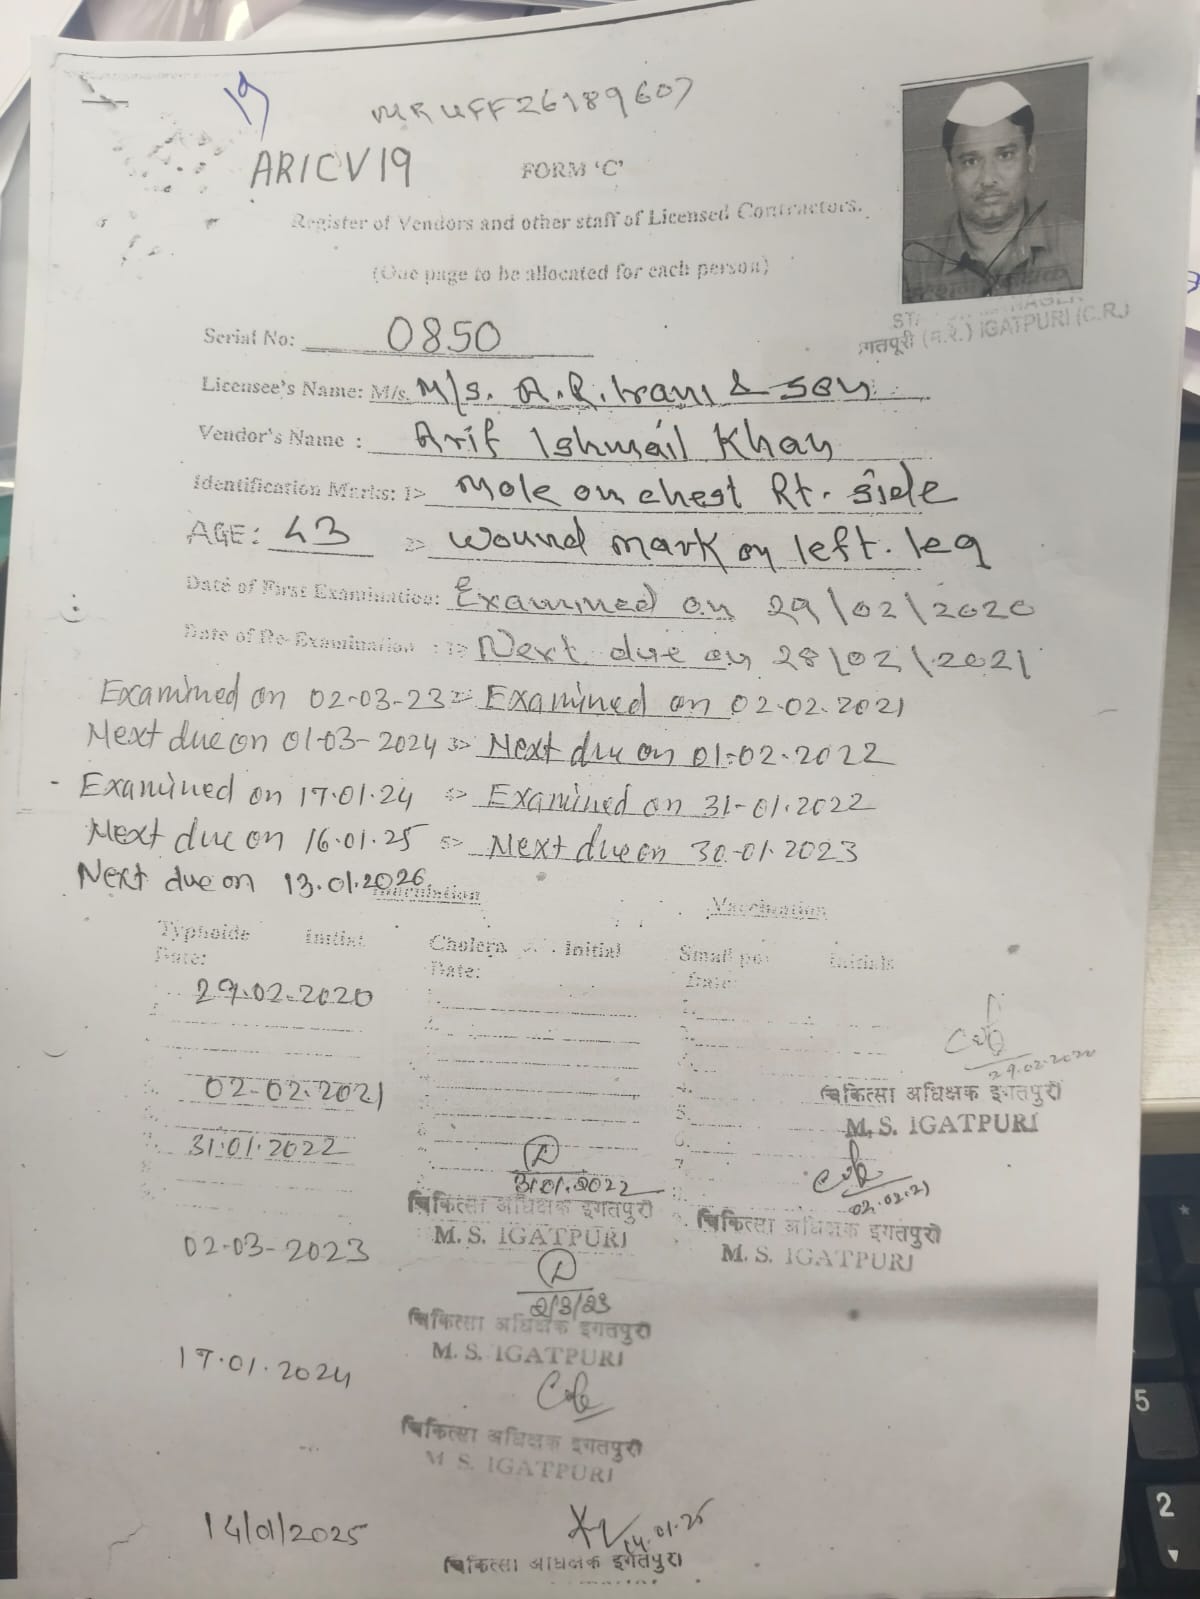 19
MRUFF26189607
ARICV19
FORM 'C'
Register of Vendors and other staff of Licensed Contractors.
(One page to be allocated for each person)
इगतपूरी (म.रे.) IGATPURI (C.R.)
Serial No: 0850
Licensee's Name: M/s. M/s. A.R. Irani & Son
Vendor's Name : Arif Ishmail Khan
Identification Marks: 1> mole on chest Rt. side
AGE: 43 2> wound mark on left. leg
Date of First Examination: Examined on 29/02/2020
Date of Re-Examination : 1> Next due on 28/02/2021
Examined on 02-03-23 2> Examined on 02.02.2021
Next due on 01-03-2024 3> Next due on 01-02-2022
Examined on 17.01.24 4> Examined on 31-01.2022
Next due on 16.01.25 5> Next due on 30-01.2023
Next due on 13.01.2026
Inoculation Vaccination
Typhoide Initial Cholera Initial Small pox Initials
Date: Date: Date:
29.02.2020
29.02.2020
चिकित्सा अधिक्षक इगतपुरी
M. S. IGATPURI
02-02-2021
31.01.2022
31.01.2022
02.02.21
चिकित्सा अधिक्षक इगतपुरी
M. S. IGATPURI
चिकित्सा अधिक्षक इगतपुरी
M. S. IGATPURI
02-03-2023
2/3/23
चिकित्सा अधिक्षक इगतपुरी
M. S. IGATPURI
17.01.2024
चिकित्सा अधिक्षक इगतपुरी
M S. IGATPURI
14/01/2025
14.01.25
चिकित्सा अधिक्षक इगतपुरी
5
2